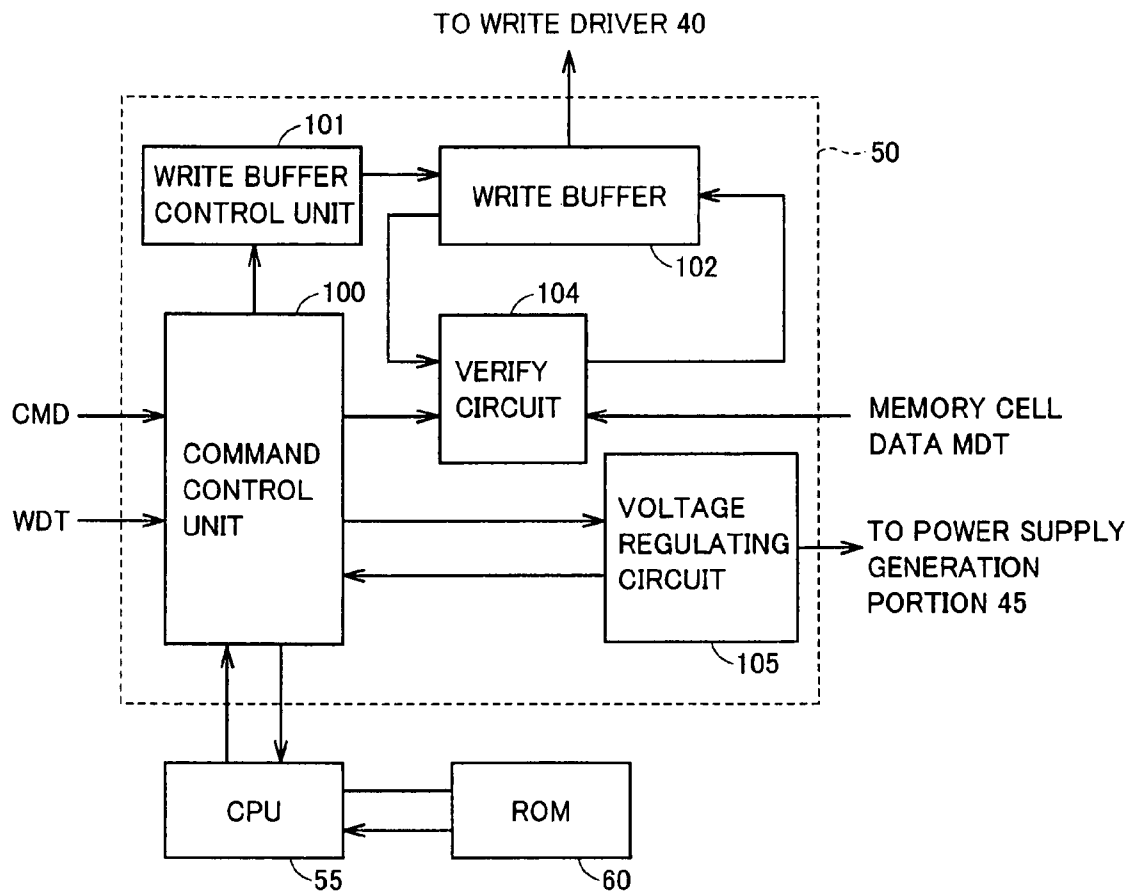 TO WRITE DRIVER 40
101
WRITE BUFFER
CONTROL UNIT
WRITE BUFFER
50
102
100
104
VERIFY
CIRCUIT
CMD
MEMORY CELL
DATA MDT
COMMAND
CONTROL
UNIT
WDT
VOLTAGE
REGULATING
CIRCUIT
TO POWER SUPPLY
GENERATION
PORTION 45
105
CPU
ROM
55
60